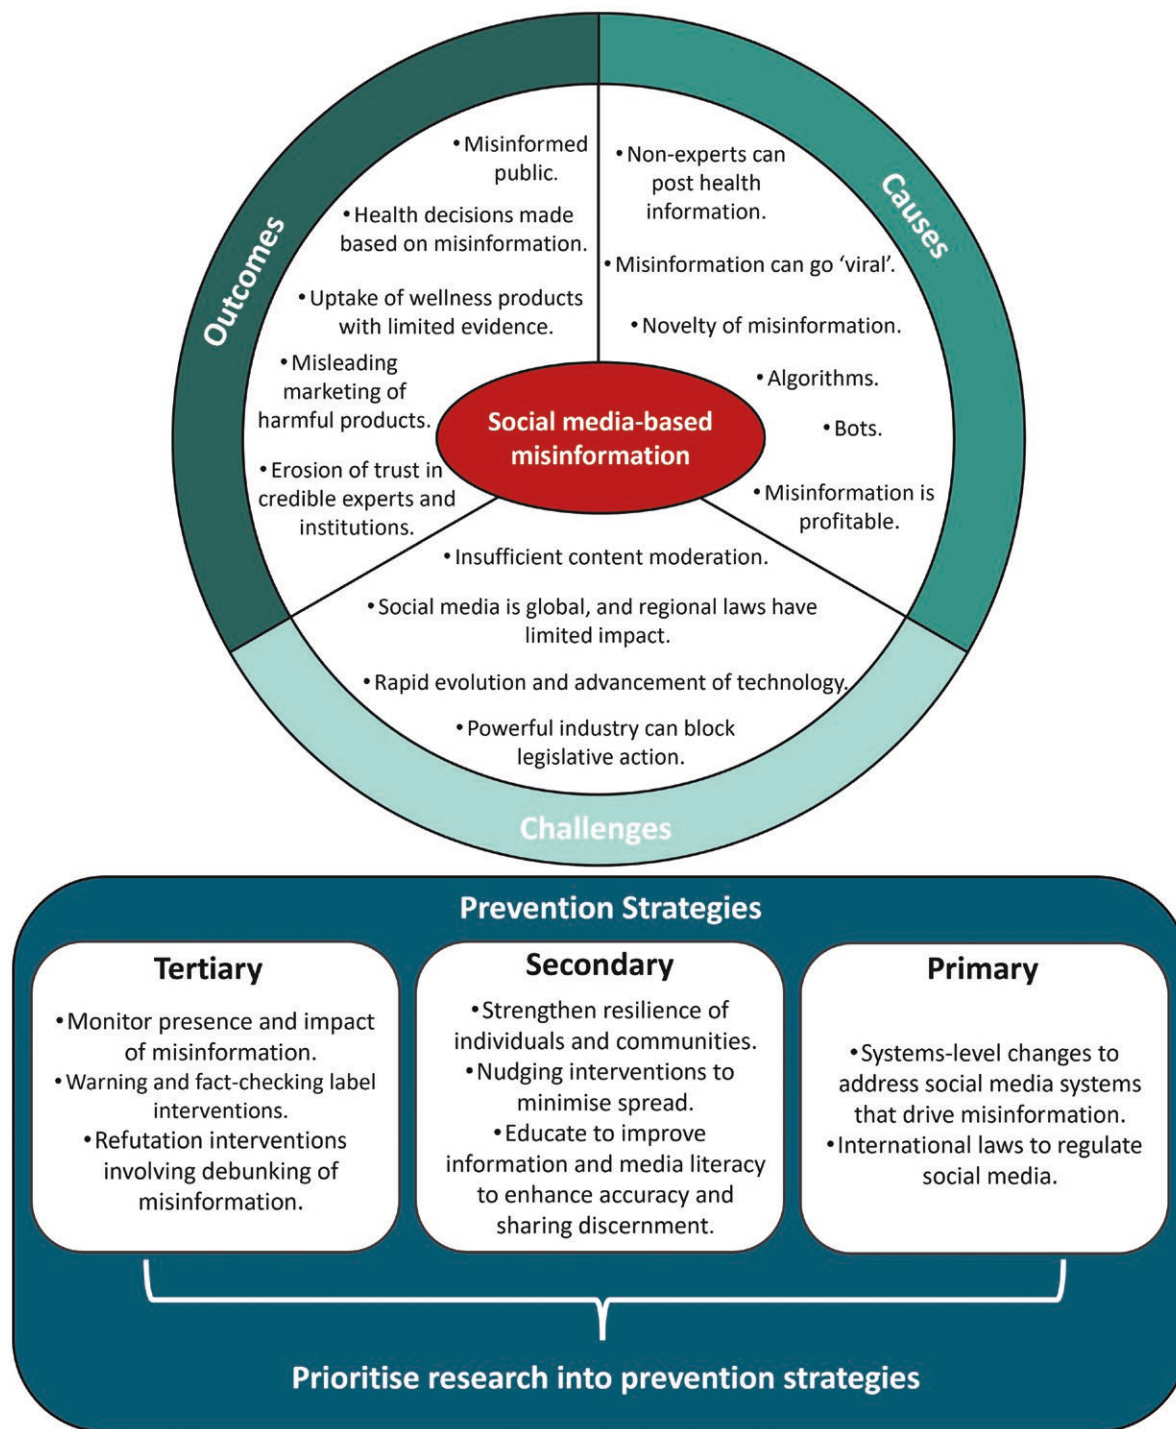 Outcomes
• Misinformed
public.
• Health decisions made
based on misinformation.
• Uptake of wellness products
with limited evidence.
• Misleading
marketing of
harmful products.
• Erosion of trust in
credible experts and
institutions.
Causes
• Non-experts can
post health
information.
• Misinformation can go ‘viral’.
• Novelty of misinformation.
• Algorithms.
• Bots.
• Misinformation is
profitable.
Social media-based
misinformation
• Insufficient content moderation.
• Social media is global, and regional laws have
limited impact.
• Rapid evolution and advancement of technology.
• Powerful industry can block
legislative action.
Challenges
Prevention Strategies
Tertiary
• Monitor presence and impact
of misinformation.
• Warning and fact-checking label
interventions.
• Refutation interventions
involving debunking of
misinformation.
Secondary
• Strengthen resilience of
individuals and communities.
• Nudging interventions to
minimise spread.
• Educate to improve
information and media literacy
to enhance accuracy and
sharing discernment.
Primary
• Systems-level changes to
address social media systems
that drive misinformation.
• International laws to regulate
social media.
Prioritise research into prevention strategies